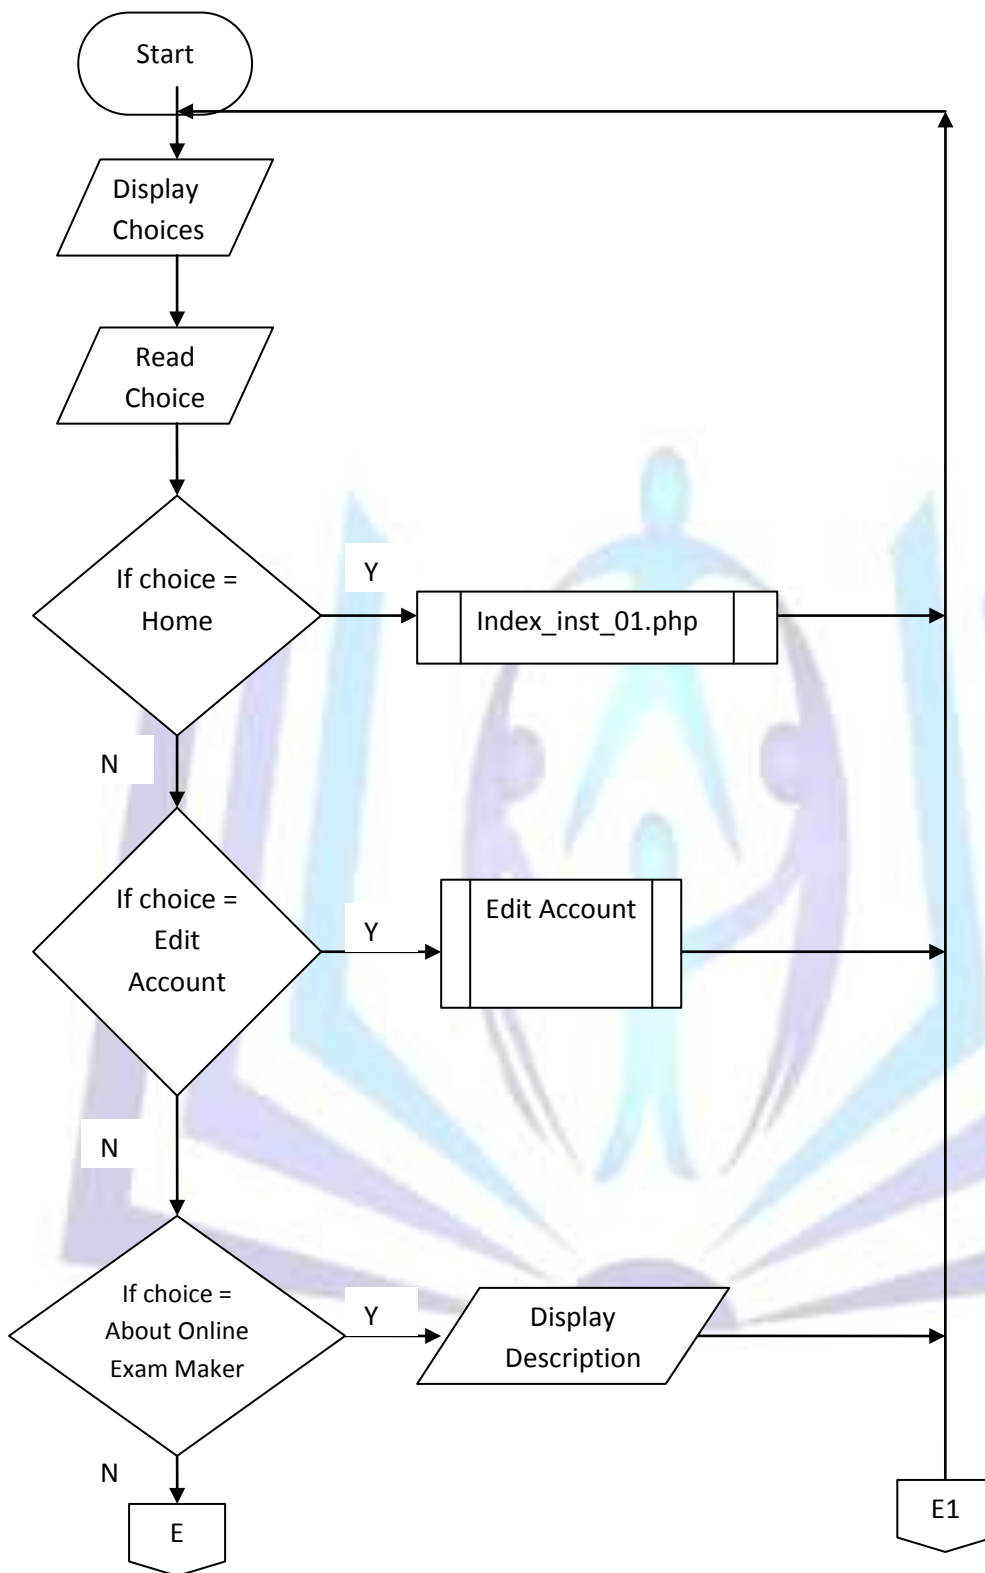 Start
Display
Choices
Read
Choice
If choice =
Home
Y
Index_inst_01.php
N
If choice =
Edit
Account
Y
Edit Account
N
If choice =
About Online
Exam Maker
Y
Display
Description
N
E
E1